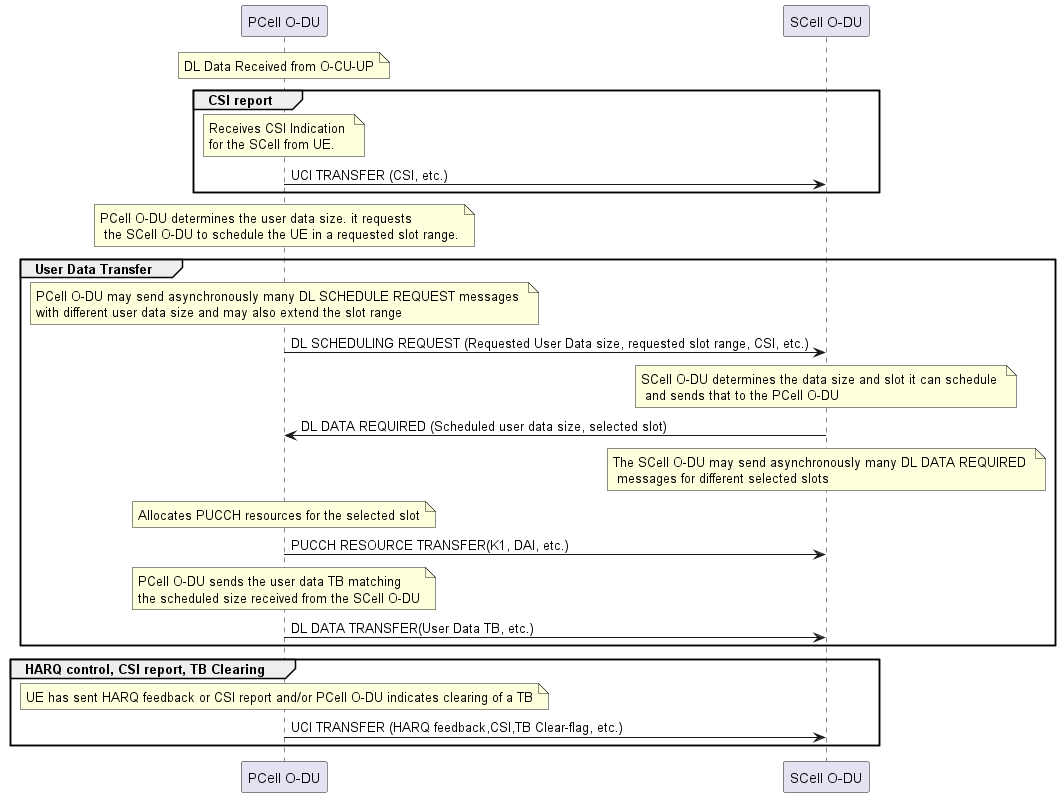 PCell O-DU
SCell O-DU
DL Data Received from O-CU-UP
CSI report
Receives CSI Indication
for the SCell from UE.
UCI TRANSFER (CSI, etc.)
PCell O-DU determines the user data size. it requests
the SCell O-DU to schedule the UE in a requested slot range.
User Data Transfer
PCell O-DU may send asynchronously many DL SCHEDULE REQUEST messages
with different user data size and may also extend the slot range
DL SCHEDULING REQUEST (Requested User Data size, requested slot range, CSI, etc.)
SCell O-DU determines the data size and slot it can schedule
and sends that to the PCell O-DU
DL DATA REQUIRED (Scheduled user data size, selected slot)
The SCell O-DU may send asynchronously many DL DATA REQUIRED
messages for different selected slots
Allocates PUCCH resources for the selected slot
PUCCH RESOURCE TRANSFER(K1, DAI, etc.)
PCell O-DU sends the user data TB matching
the scheduled size received from the SCell O-DU
DL DATA TRANSFER(User Data TB, etc.)
HARQ control, CSI report, TB Clearing
UE has sent HARQ feedback or CSI report and/or PCell O-DU indicates clearing of a TB
UCI TRANSFER (HARQ feedback,CSI,TB Clear-flag, etc.)
PCell O-DU
SCell O-DU